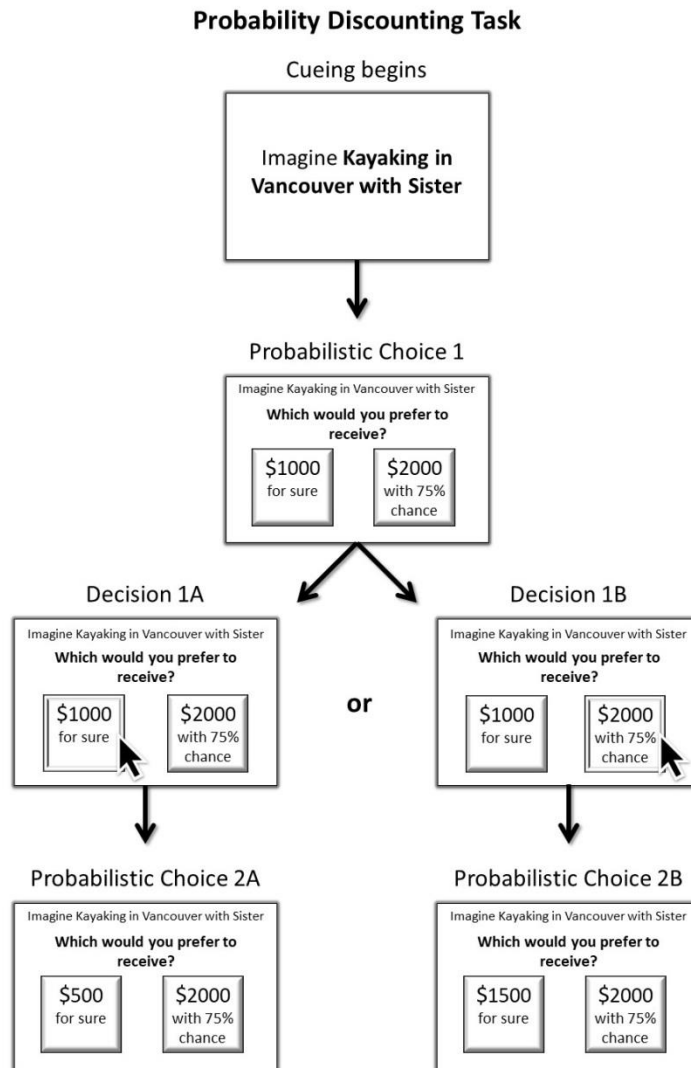 Probability Discounting Task
Cueing begins
Imagine Kayaking in
Vancouver with Sister
Probabilistic Choice 1
Imagine Kayaking in Vancouver with Sister
Which would you prefer to
receive?
$1000
for sure
$2000
with 75%
chance
Decision 1A
Imagine Kayaking in Vancouver with Sister
Which would you prefer to
receive?
$1000
for sure
$2000
with 75%
chance
or
Decision 1B
Imagine Kayaking in Vancouver with Sister
Which would you prefer to
receive?
$1000
for sure
$2000
with 75%
chance
Probabilistic Choice 2A
Imagine Kayaking in Vancouver with Sister
Which would you prefer to
receive?
$500
for sure
$2000
with 75%
chance
Probabilistic Choice 2B
Imagine Kayaking in Vancouver with Sister
Which would you prefer to
receive?
$1500
for sure
$2000
with 75%
chance